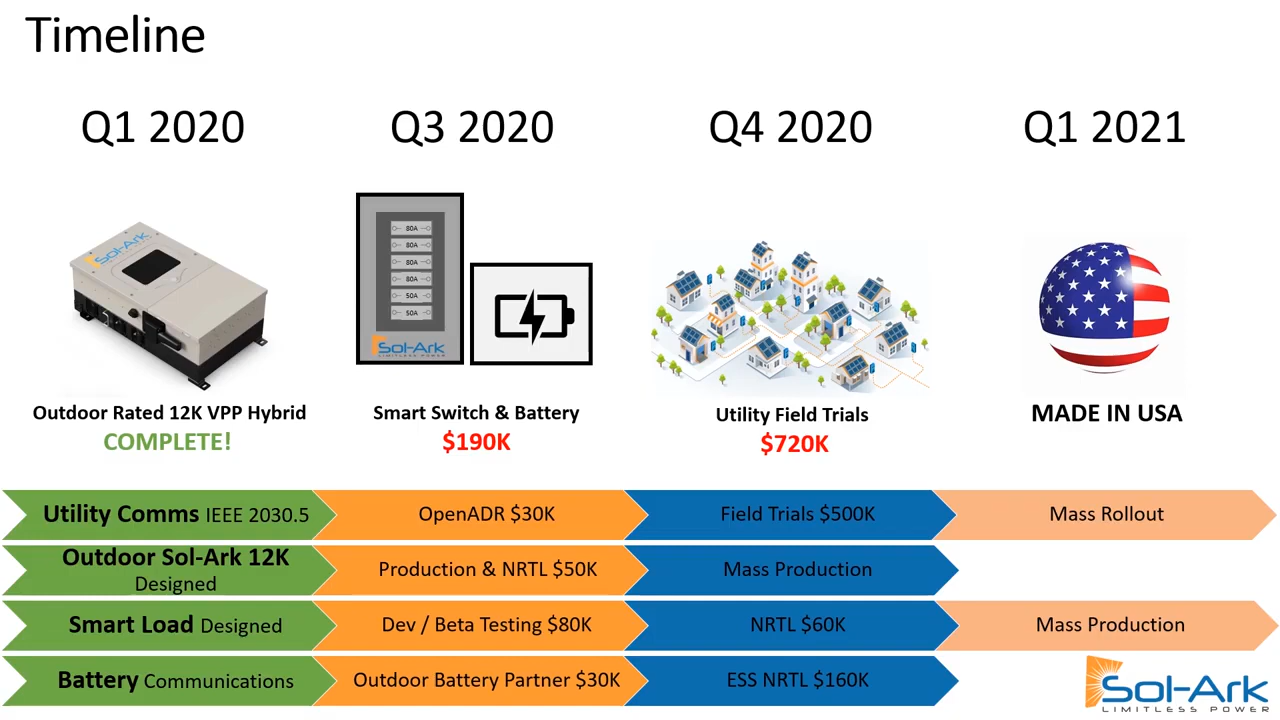 Timeline
Q1 2020
Q3 2020
Q4 2020
Q1 2021
Sol-Ark
80A
80A
80A
80A
50A
50A
Sol-Ark
LIMITLESS POWER
Outdoor Rated 12K VPP Hybrid
COMPLETE!
Smart Switch & Battery
$190K
Utility Field Trials
$720K
MADE IN USA
Utility Comms IEEE 2030.5
OpenADR $30K
Field Trials $500K
Mass Rollout
Outdoor Sol-Ark 12K
Designed
Production & NRTL $50K
Mass Production
Smart Load Designed
Dev / Beta Testing $80K
NRTL $60K
Mass Production
Battery Communications
Outdoor Battery Partner $30K
ESS NRTL $160K
Sol-Ark
LIMITLESS POWER